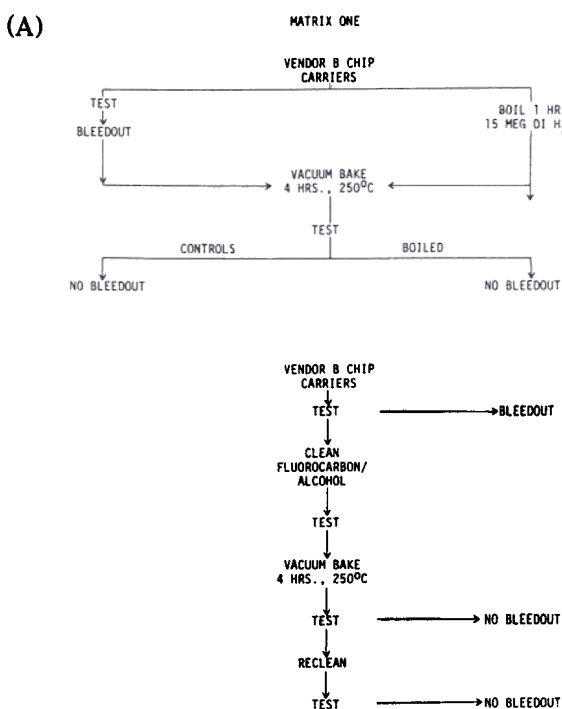 (A)
MATRIX ONE
VENDOR B CHIP
CARRIERS
TEST
BLEEDOUT
BOIL 1 HR
15 MEG DI H
VACUUM BAKE
4 HRS., 250°C
TEST
CONTROLS
BOILED
NO BLEEDOUT
NO BLEEDOUT
VENDOR B CHIP
CARRIERS
TEST
BLEEDOUT
CLEAN
FLUOROCARBON/
ALCOHOL
TEST
VACUUM BAKE
4 HRS., 250°C
TEST
NO BLEEDOUT
RECLEAN
TEST
NO BLEEDOUT